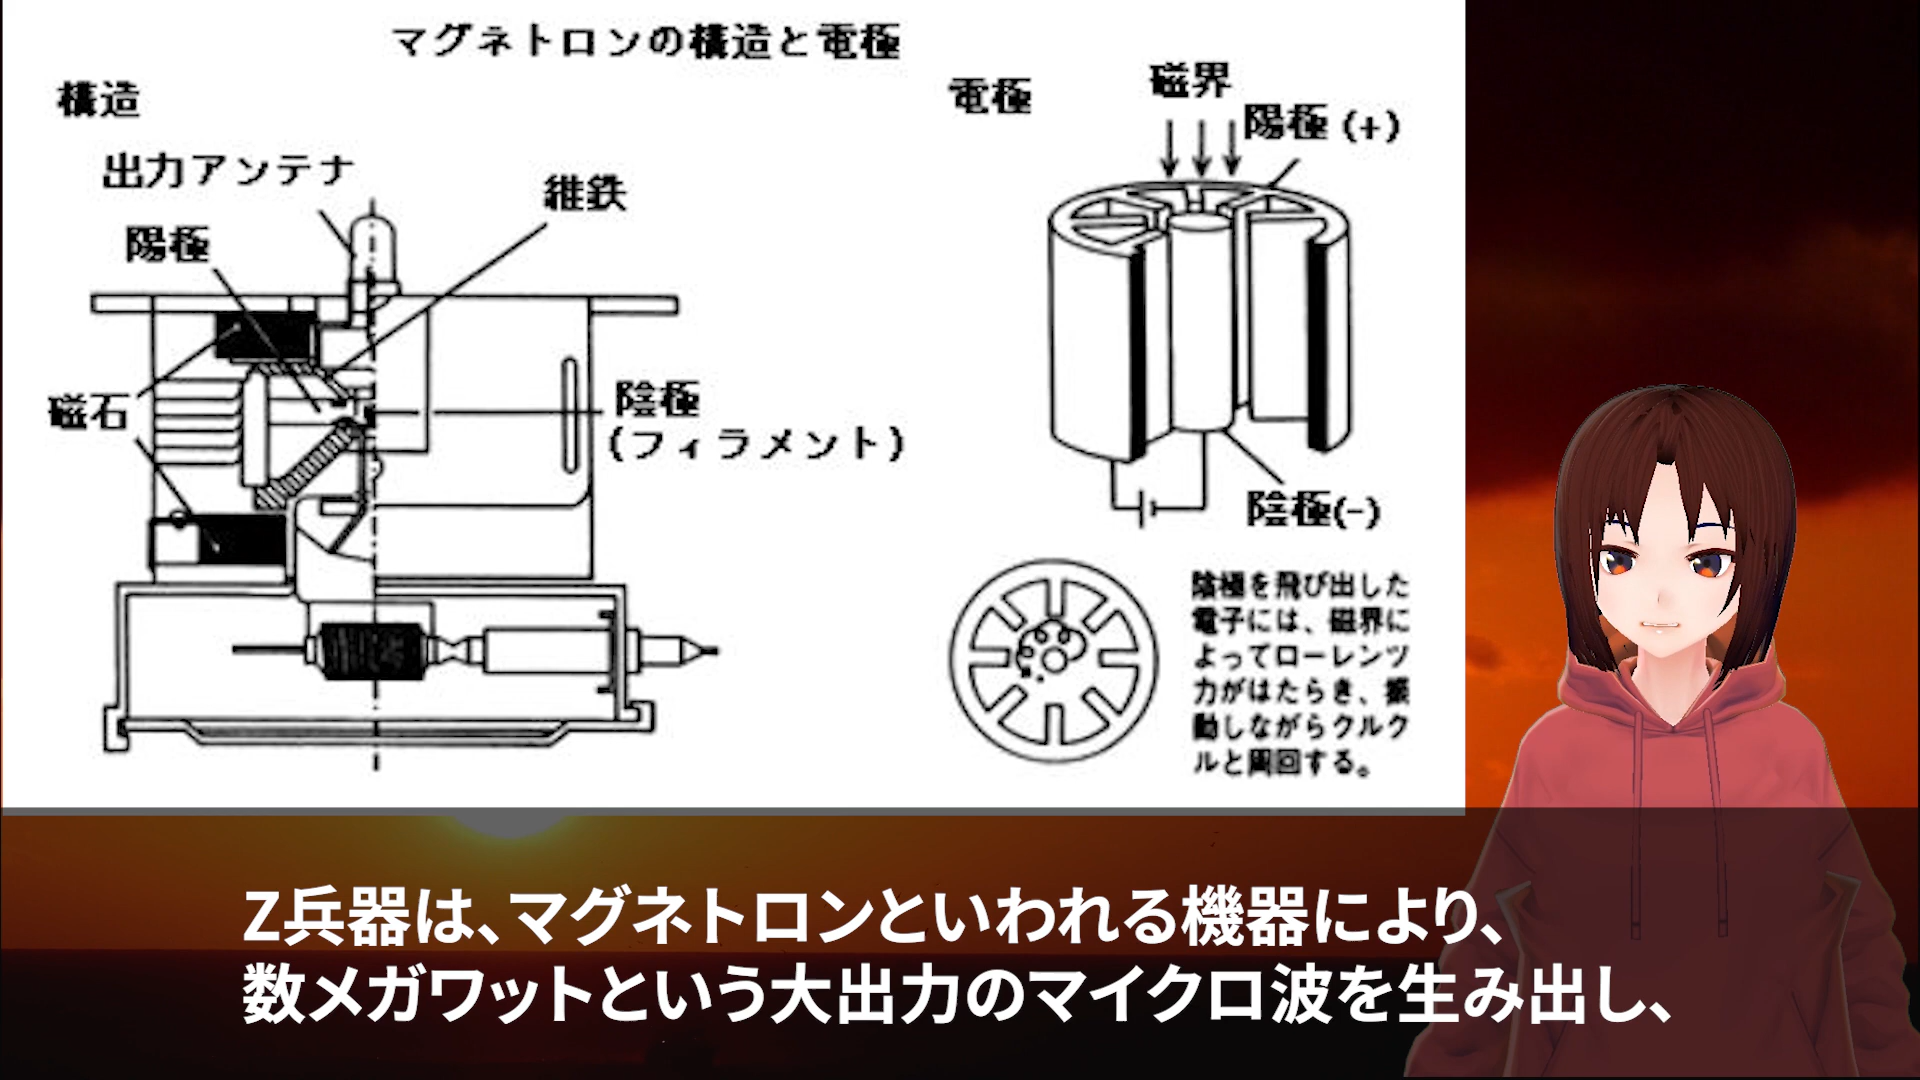 マグネトロンの構造と電極
構造
出力アンテナ
継鉄
陽極
磁石
陰極
(フィラメント)
電極
磁界
陽極(+)
陰極(-)
陰極を飛び出した
電子には、磁界に
よってローレンツ
力がはたらき、振
動しながらクルク
ルと周回する。
Z兵器は、マグネトロンといわれる機器により、
数メガワットという大出力のマイクロ波を生み出し、